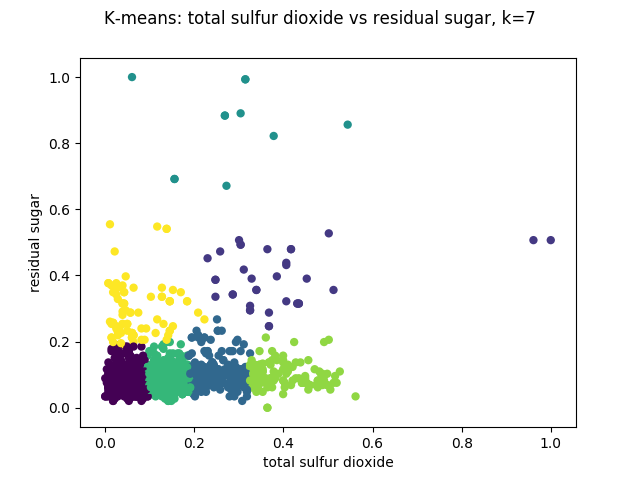 K-means: total sulfur dioxide vs residual sugar, k=7
1.0
0.8
0.6
0.4
0.2
0.0
residual sugar
0.0 0.2 0.4 0.6 0.8 1.0
total sulfur dioxide